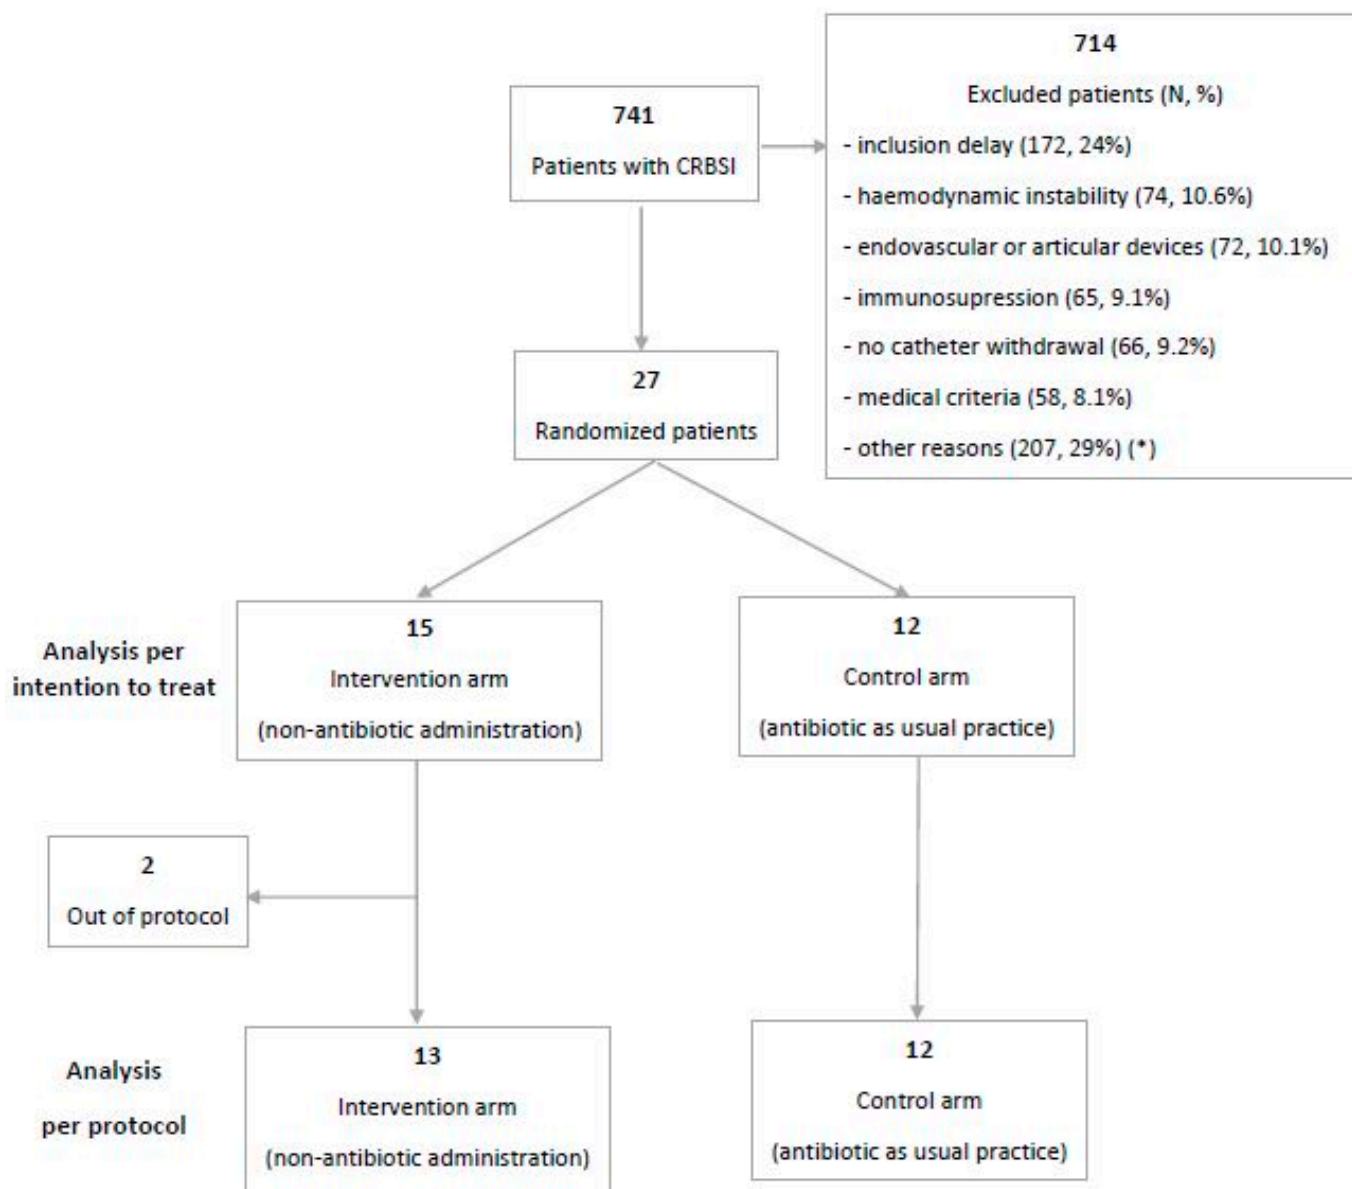 741
Patients with CRBSI
714
Excluded patients (N, %)
- inclusion delay (172, 24%)
- haemodynamic instability (74, 10.6%)
- endovascular or articular devices (72, 10.1%)
- immunosupression (65, 9.1%)
- no catheter withdrawal (66, 9.2%)
- medical criteria (58, 8.1%)
- other reasons (207, 29%) (*)
27
Randomized patients
Analysis per
intention to treat
15
Intervention arm
(non-antibiotic administration)
12
Control arm
(antibiotic as usual practice)
2
Out of protocol
Analysis
per protocol
13
Intervention arm
(non-antibiotic administration)
12
Control arm
(antibiotic as usual practice)